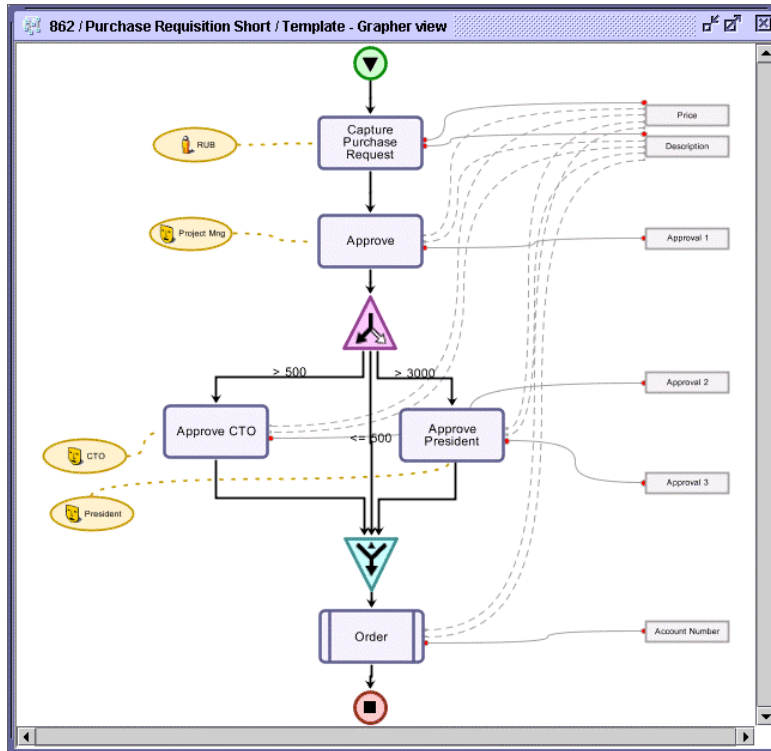 862 / Purchase Requisition Short / Template - Grapher view
Capture
Purchase
Request
Price
RUB
Description
Project Mng
Approve
Approval 1
> 500
> 3000
Approval 2
Approve CTO
<= 500
Approve
President
CTO
Approval 3
President
Order
Account Number